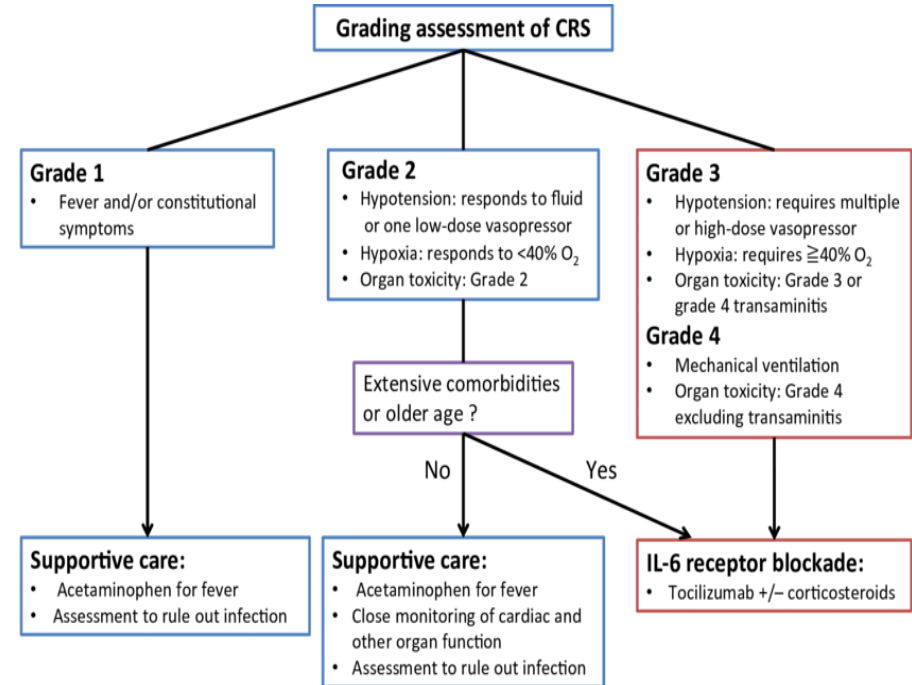 Grading assessment of CRS
Grade 1
• Fever and/or constitutional
symptoms
Grade 2
• Hypotension: responds to fluid
or one low-dose vasopressor
• Hypoxia: responds to <40% O₂
• Organ toxicity: Grade 2
Grade 3
• Hypotension: requires multiple
or high-dose vasopressor
• Hypoxia: requires ≧40% O₂
• Organ toxicity: Grade 3 or
grade 4 transaminitis
Grade 4
• Mechanical ventilation
• Organ toxicity: Grade 4
excluding transaminitis
Extensive comorbidities
or older age ?
No
Yes
Supportive care:
• Acetaminophen for fever
• Assessment to rule out infection
Supportive care:
• Acetaminophen for fever
• Close monitoring of cardiac and
other organ function
• Assessment to rule out infection
IL-6 receptor blockade:
• Tocilizumab +/– corticosteroids